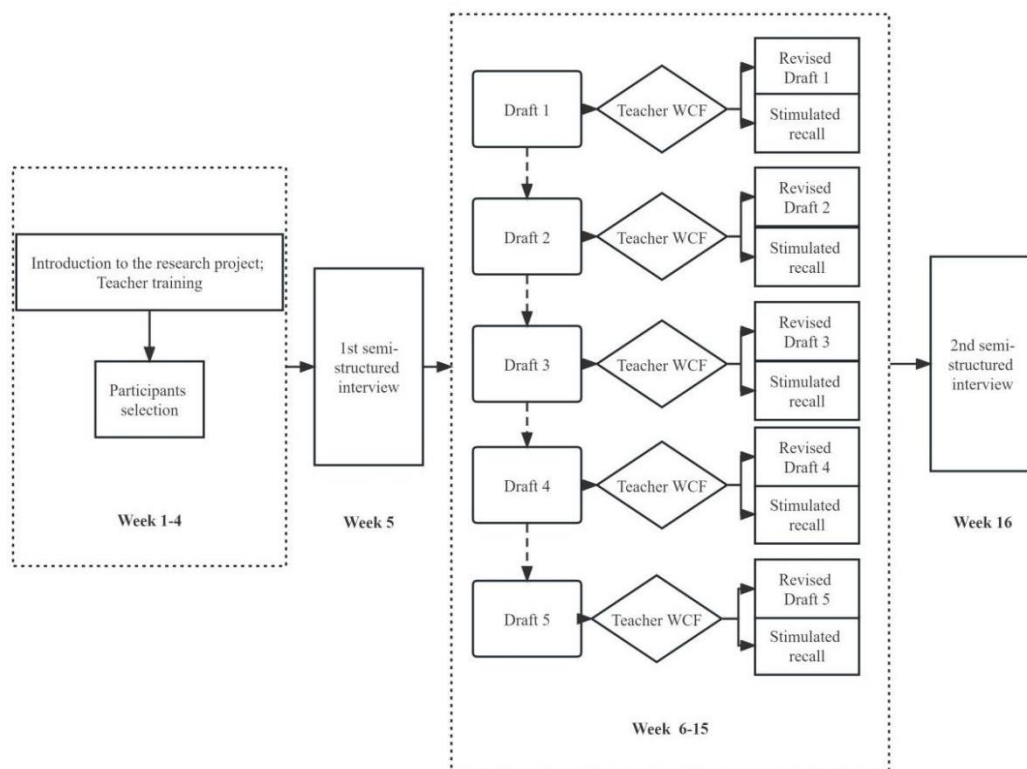 Introduction to the research project;
Teacher training
Participants
selection
Week 1-4
1st semi-
structured
interview
Week 5
Draft 1
Teacher WCF
Revised
Draft 1
Stimulated
recall
Draft 2
Teacher WCF
Revised
Draft 2
Stimulated
recall
Draft 3
Teacher WCF
Revised
Draft 3
Stimulated
recall
Draft 4
Teacher WCF
Revised
Draft 4
Stimulated
recall
Draft 5
Teacher WCF
Revised
Draft 5
Stimulated
recall
Week 6-15
2nd semi-
structured
interview
Week 16